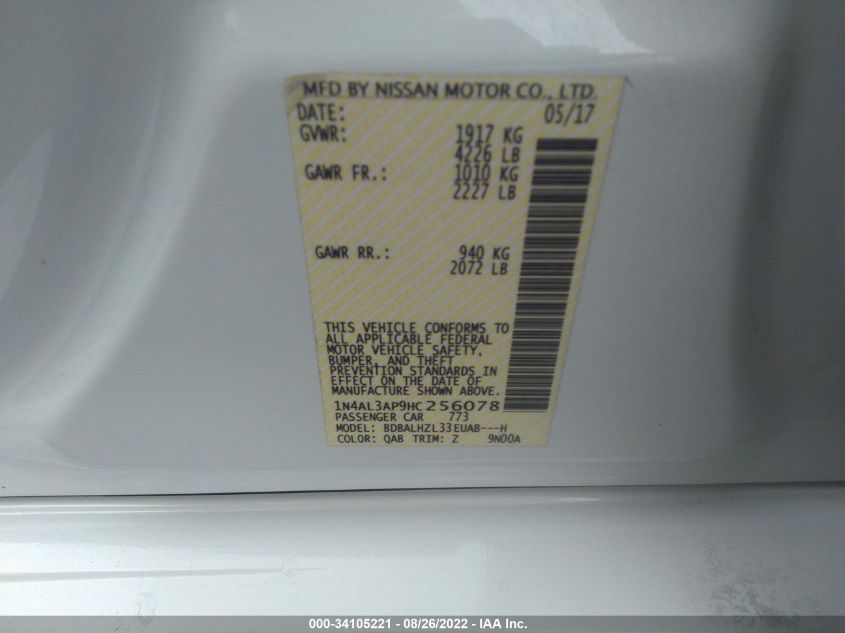 MFD BY NISSAN MOTOR CO., LTD.
DATE: 05/17
GVWR: 1917 KG
4226 LB
GAWR FR.: 1010 KG
2227 LB
GAWR RR.: 940 KG
2072 LB
THIS VEHICLE CONFORMS TO
ALL APPLICABLE FEDERAL
MOTOR VEHICLE SAFETY,
BUMPER, AND THEFT
PREVENTION STANDARDS IN
EFFECT ON THE DATE OF
MANUFACTURE SHOWN ABOVE.
1N4AL3AP9HC256078
PASSENGER CAR 773
MODEL: BDBALHZL33EUAB---H
COLOR: QAB TRIM: Z 9N00A
000-34105221 - 08/26/2022 - IAA Inc.